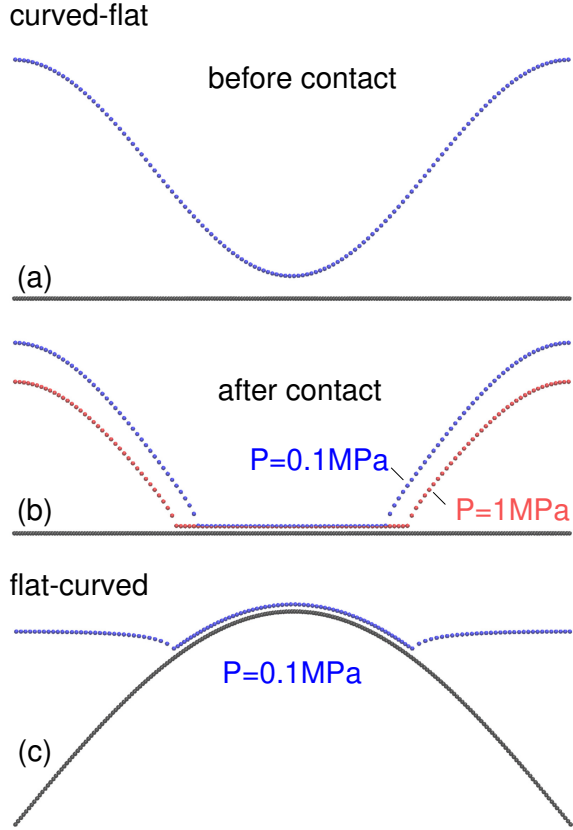 curved-flat
before contact
(a)
after contact
P=0.1MPa
(b)
P=1MPa
flat-curved
P=0.1MPa
(c)